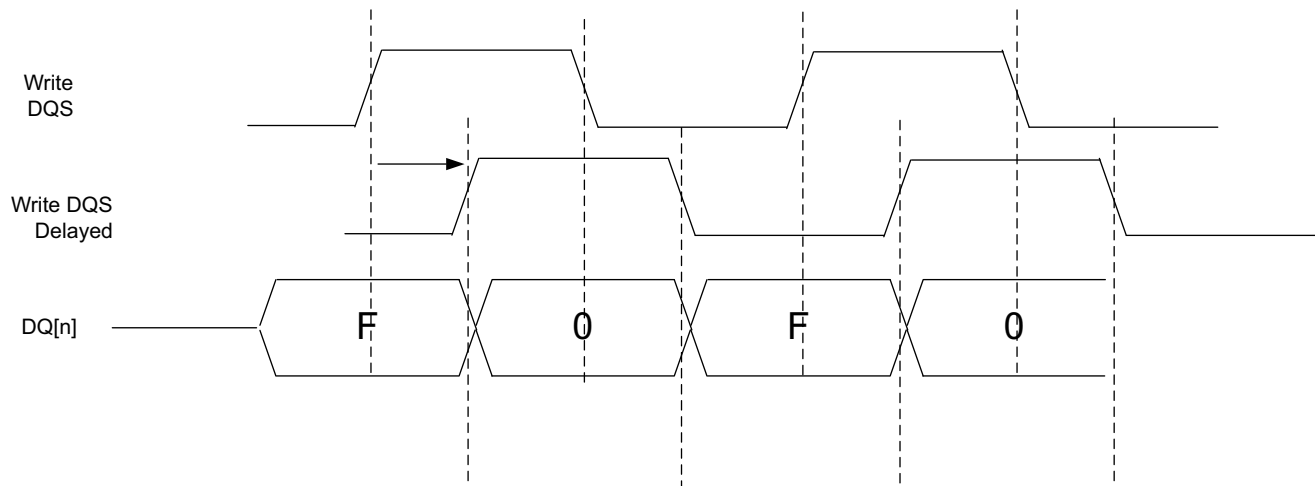 Write
DQS
Write DQS
Delayed
DQ[n]
F
0
F
0